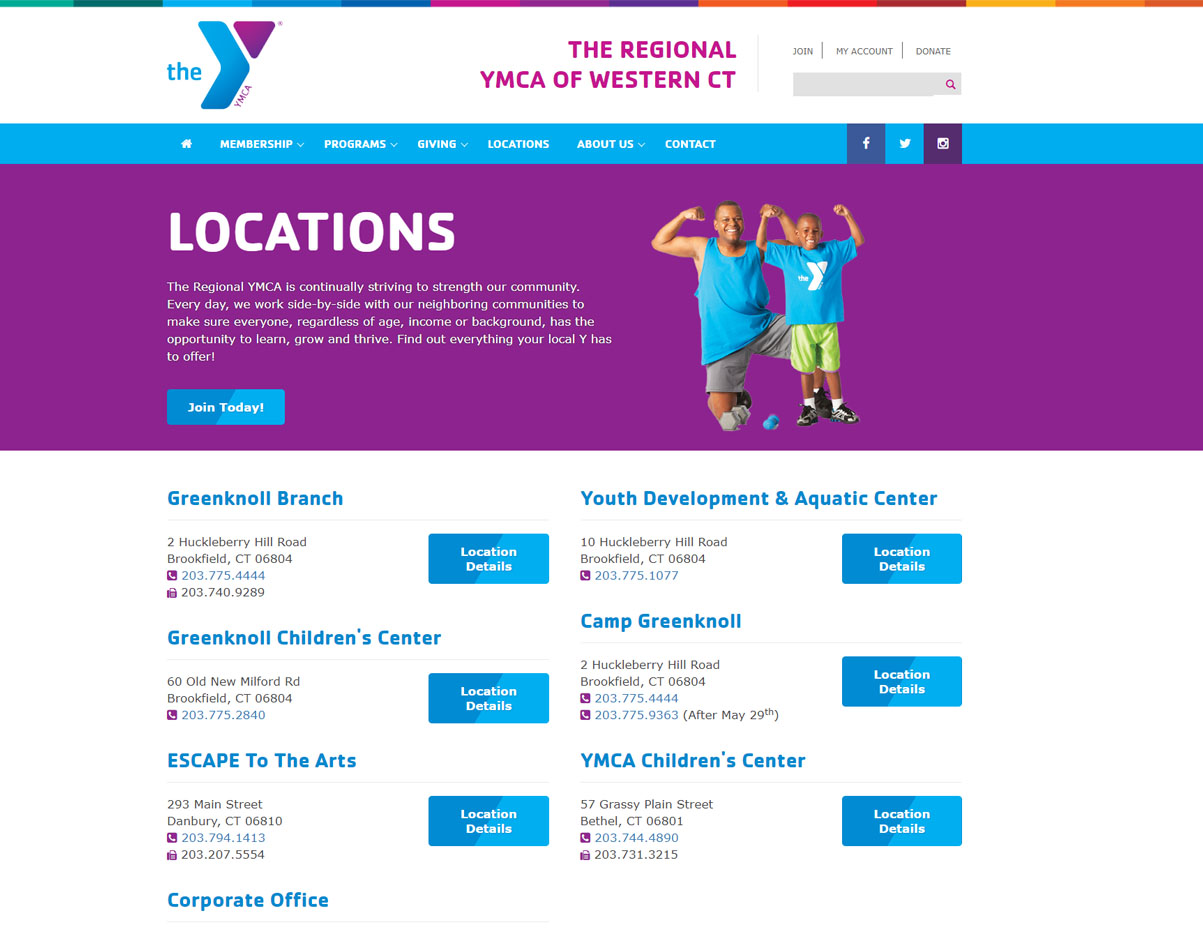 the
YMCA
®
THE REGIONAL
YMCA OF WESTERN CT
JOIN
MY ACCOUNT
DONATE
MEMBERSHIP
PROGRAMS
GIVING
LOCATIONS
ABOUT US
CONTACT
LOCATIONS
The Regional YMCA is continually striving to strength our community.
Every day, we work side-by-side with our neighboring communities to
make sure everyone, regardless of age, income or background, has the
opportunity to learn, grow and thrive. Find out everything your local Y has
to offer!
Join Today!
the
Greenknoll Branch
2 Huckleberry Hill Road
Brookfield, CT 06804
203.775.4444
203.740.9289
Location
Details
Greenknoll Children's Center
60 Old New Milford Rd
Brookfield, CT 06804
203.775.2840
Location
Details
ESCAPE To The Arts
293 Main Street
Danbury, CT 06810
203.794.1413
203.207.5554
Location
Details
Corporate Office
Youth Development & Aquatic Center
10 Huckleberry Hill Road
Brookfield, CT 06804
203.775.1077
Location
Details
Camp Greenknoll
2 Huckleberry Hill Road
Brookfield, CT 06804
203.775.4444
203.775.9363 (After May 29th)
Location
Details
YMCA Children's Center
57 Grassy Plain Street
Bethel, CT 06801
203.744.4890
203.731.3215
Location
Details